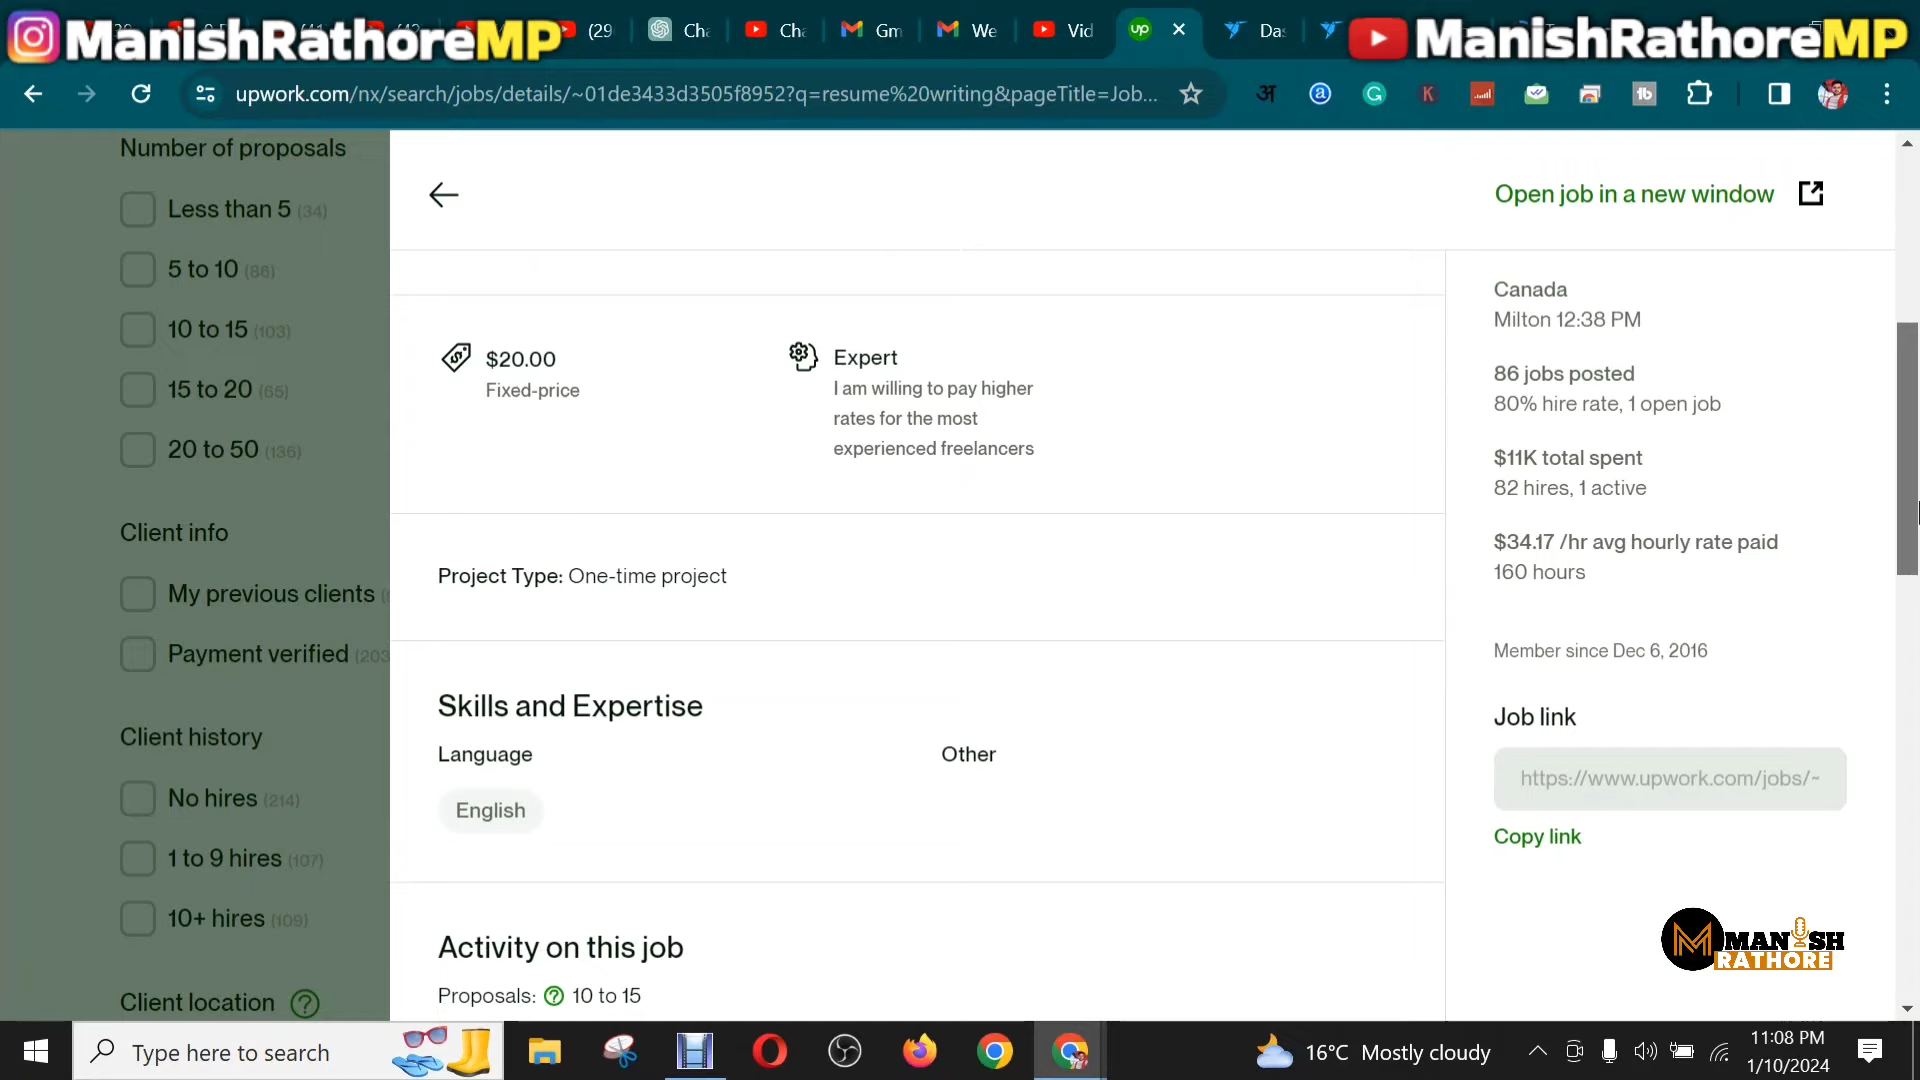 ManishRathoreMP
ManishRathoreMP
(29
Cha
Cha
Gm
We
Vid
up
Das
upwork.com/nx/search/jobs/details/~01de3433d3505f8952?q=resume%20writing&pageTitle=Job...
अ
a
G
K
1b
Number of proposals
Less than 5 (34)
5 to 10 (86)
10 to 15 (103)
15 to 20 (65)
20 to 50 (136)
Client info
My previous clients
Payment verified (203
Client history
No hires (214)
1 to 9 hires (107)
10+ hires (109)
Client location ?
Open job in a new window
$20.00
Fixed-price
Expert
I am willing to pay higher
rates for the most
experienced freelancers
Project Type: One-time project
Skills and Expertise
Language
Other
English
Activity on this job
Proposals: ? 10 to 15
Canada
Milton 12:38 PM
86 jobs posted
80% hire rate, 1 open job
$11K total spent
82 hires, 1 active
$34.17 /hr avg hourly rate paid
160 hours
Member since Dec 6, 2016
Job link
https://www.upwork.com/jobs/~
Copy link
MANISH
RATHORE
Type here to search
16°C Mostly cloudy
11:08 PM
1/10/2024